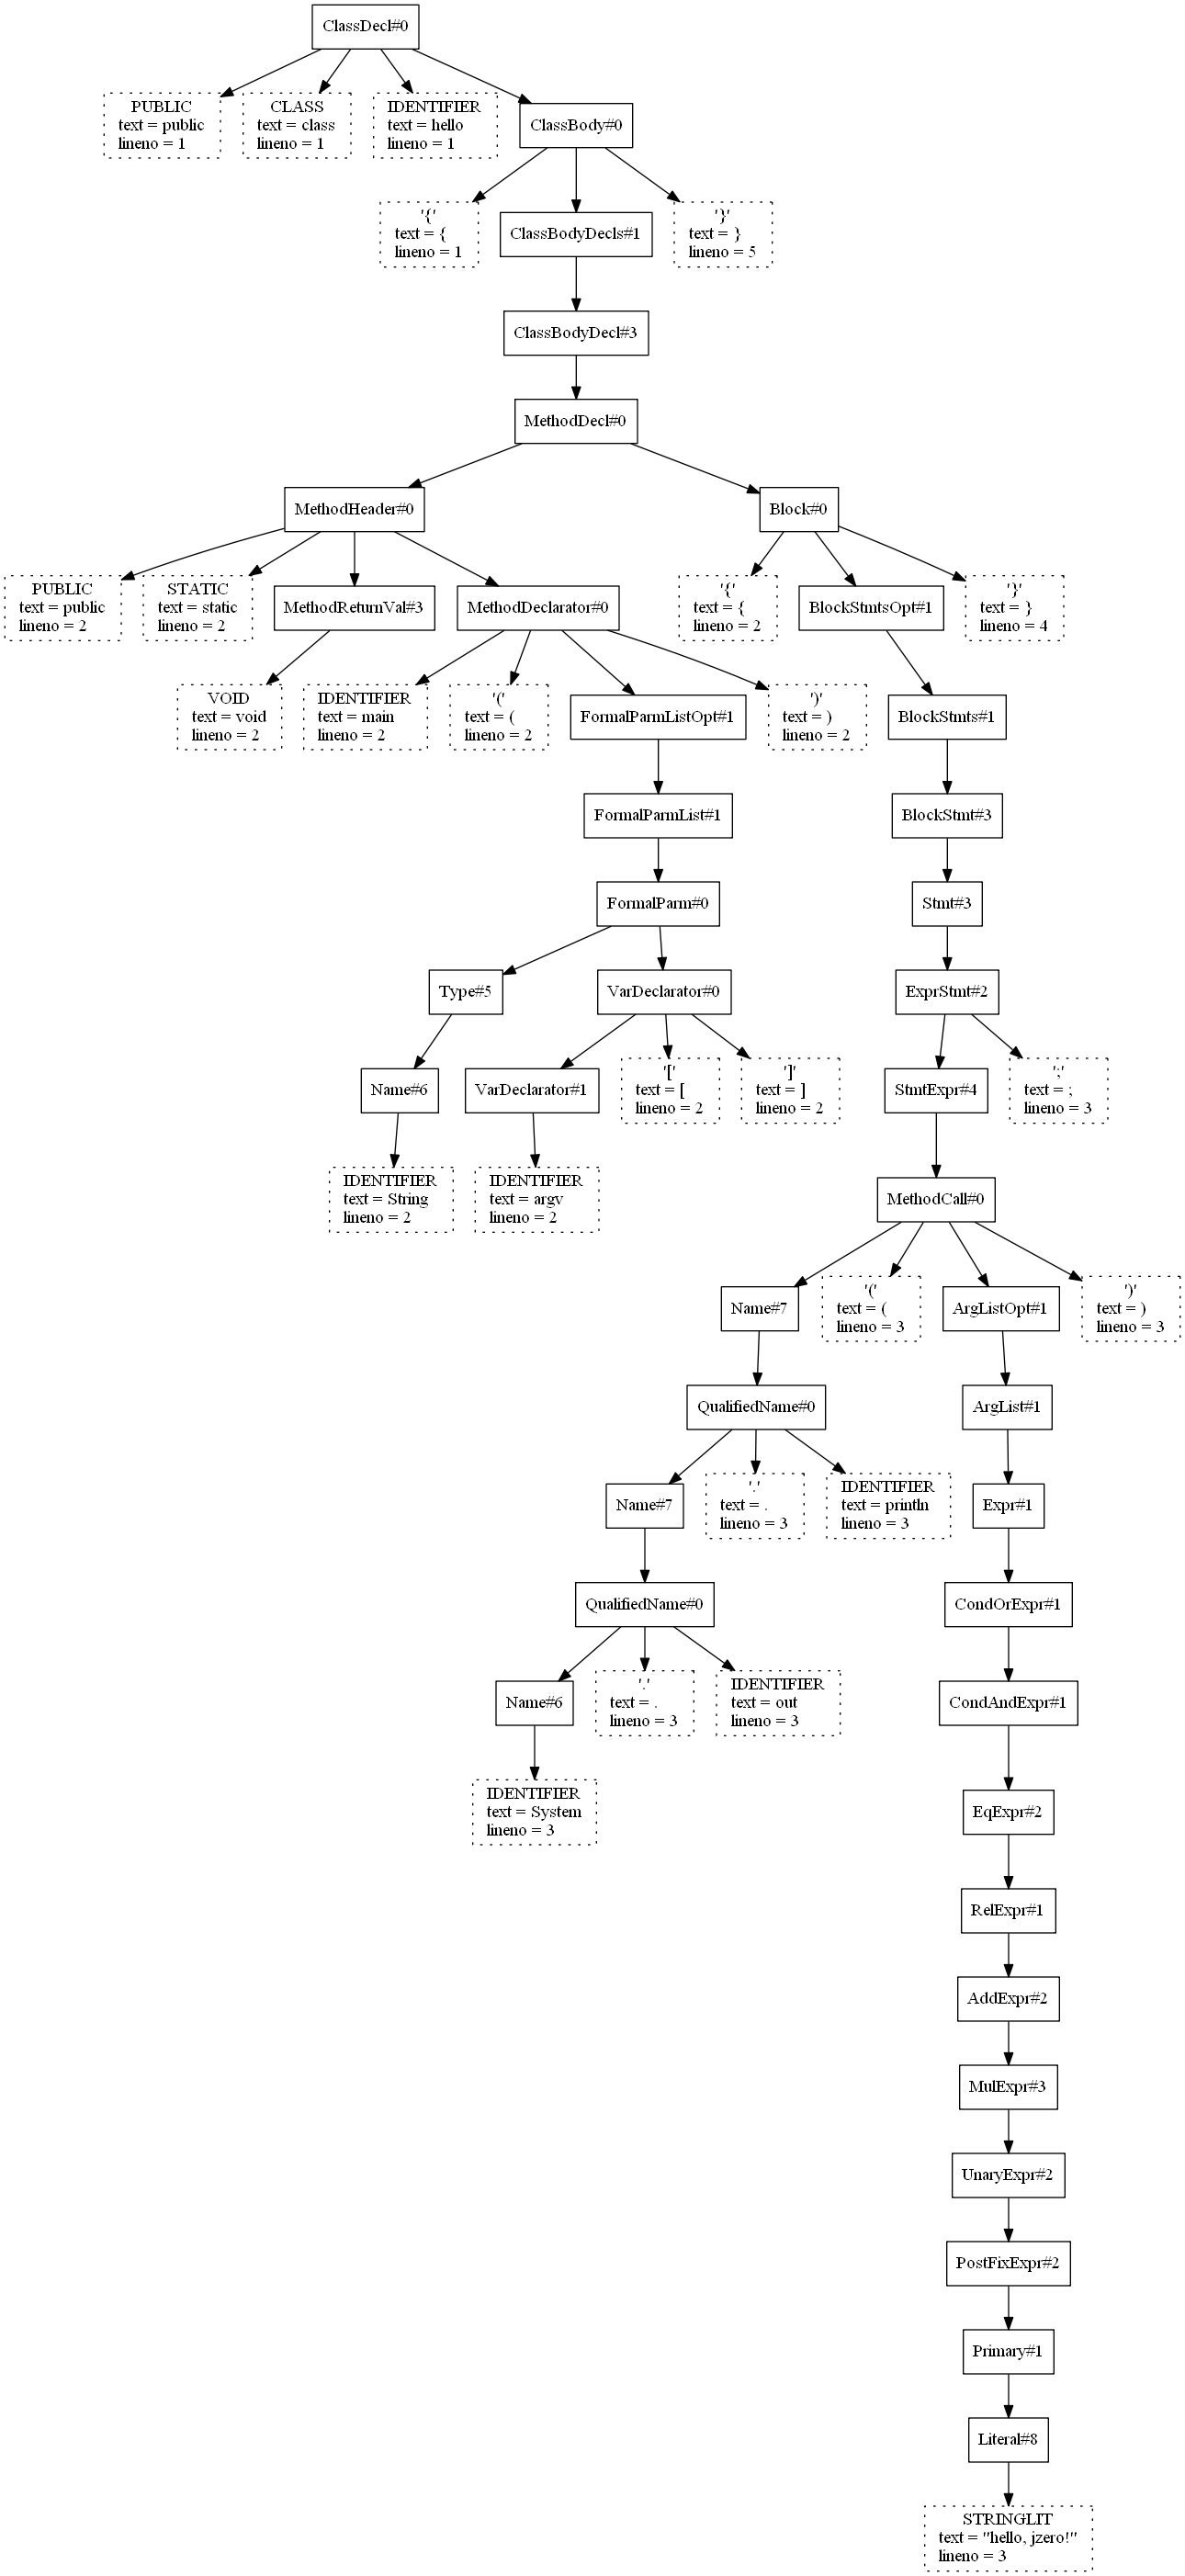 ClassDecl#0
PUBLIC
text = public
lineno = 1
CLASS
text = class
lineno = 1
IDENTIFIER
text = hello
lineno = 1
ClassBody#0
'{'
text = {
lineno = 1
ClassBodyDecls#1
'}'
text = }
lineno = 5
ClassBodyDecl#3
MethodDecl#0
MethodHeader#0
Block#0
PUBLIC
text = public
lineno = 2
STATIC
text = static
lineno = 2
MethodReturnVal#3
MethodDeclarator#0
'{'
text = {
lineno = 2
BlockStmtsOpt#1
'}'
text = }
lineno = 4
VOID
text = void
lineno = 2
IDENTIFIER
text = main
lineno = 2
'('
text = (
lineno = 2
FormalParmListOpt#1
')'
text = )
lineno = 2
BlockStmts#1
FormalParmList#1
BlockStmt#3
FormalParm#0
Stmt#3
Type#5
VarDeclarator#0
ExprStmt#2
Name#6
VarDeclarator#1
'['
text = [
lineno = 2
']'
text = ]
lineno = 2
StmtExpr#4
';'
text = ;
lineno = 3
IDENTIFIER
text = String
lineno = 2
IDENTIFIER
text = argv
lineno = 2
MethodCall#0
Name#7
'('
text = (
lineno = 3
ArgListOpt#1
')'
text = )
lineno = 3
QualifiedName#0
ArgList#1
Name#7
'.'
text = .
lineno = 3
IDENTIFIER
text = println
lineno = 3
Expr#1
QualifiedName#0
CondOrExpr#1
Name#6
'.'
text = .
lineno = 3
IDENTIFIER
text = out
lineno = 3
CondAndExpr#1
IDENTIFIER
text = System
lineno = 3
EqExpr#2
RelExpr#1
AddExpr#2
MulExpr#3
UnaryExpr#2
PostFixExpr#2
Primary#1
Literal#8
STRINGLIT
text = "hello, jzero!"
lineno = 3